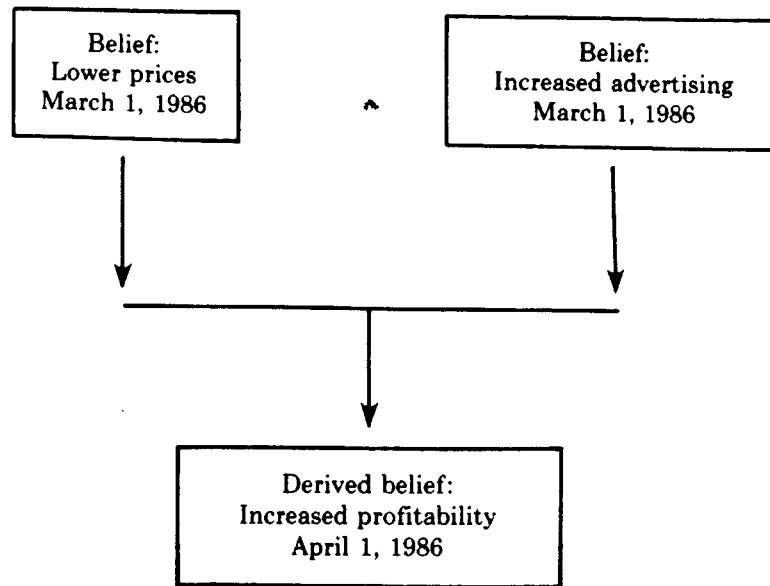 Belief:
Lower prices
March 1, 1986
Belief:
Increased advertising
March 1, 1986
Derived belief:
Increased profitability
April 1, 1986